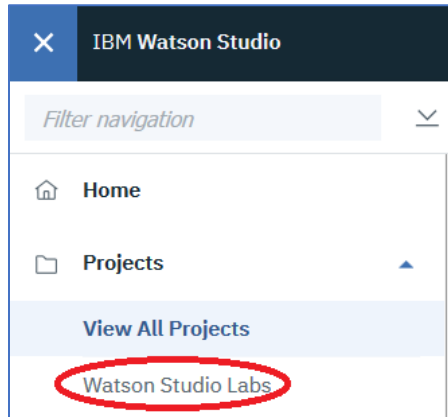 IBM Watson Studio
Filter navigation
Home
Projects
View All Projects
Watson Studio Labs